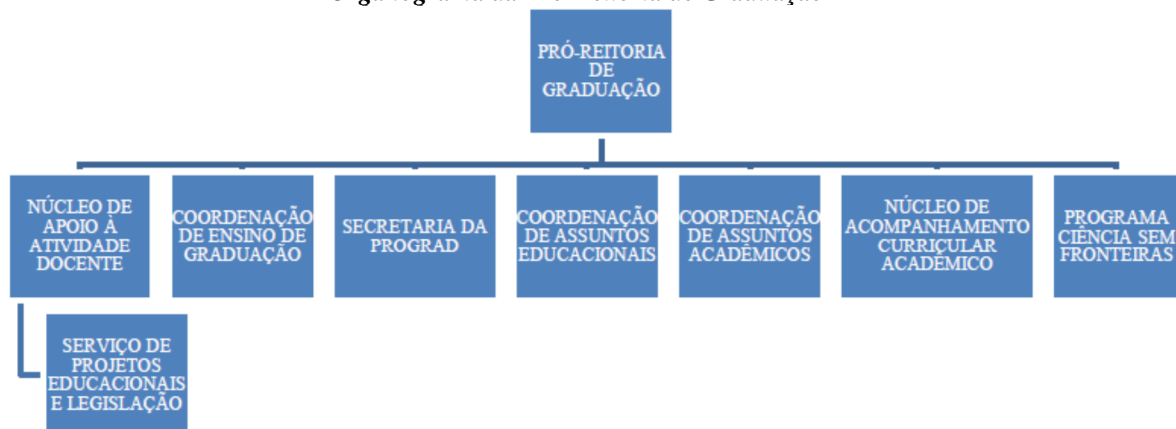 PRÓ-REITORIA
DE
GRADUAÇÃO
NÚCLEO DE
APOIO À
ATIVIDADE
DOCENTE
COORDENAÇÃO
DE ENSINO DE
GRADUAÇÃO
SECRETARIA DA
PROGRAD
COORDENAÇÃO
DE ASSUNTOS
EDUCACIONAIS
COORDENAÇÃO
DE ASSUNTOS
ACADÊMICOS
NÚCLEO DE
ACOMPANHAMENTO
CURRICULAR
ACADÊMICO
PROGRAMA
CIÊNCIA SEM
FRONTEIRAS
SERVIÇO DE
PROJETOS
EDUCACIONAIS
E LEGISLAÇÃO